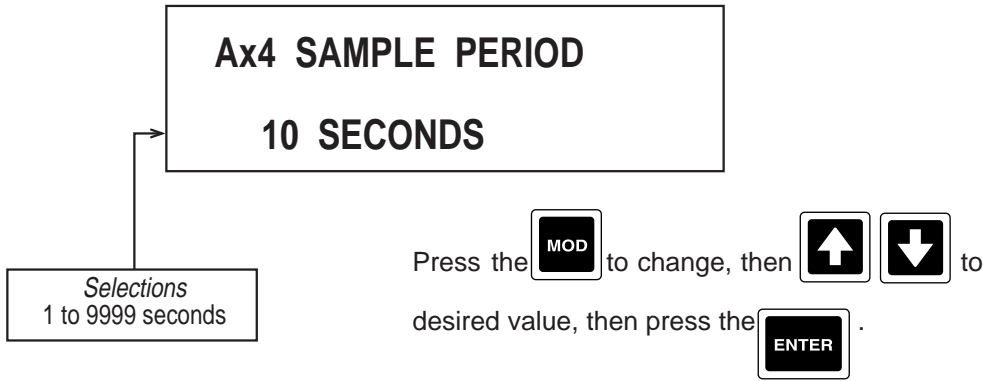 Ax4 SAMPLE PERIOD
10 SECONDS
Selections
1 to 9999 seconds
Press the MOD to change, then to
desired value, then press the ENTER .